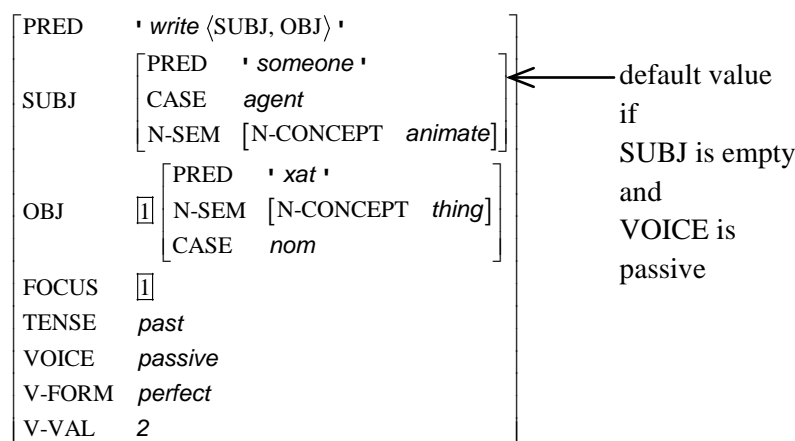 PRED ' write ⟨SUBJ, OBJ⟩ '
PRED ' someone '
SUBJ CASE agent
N-SEM [N-CONCEPT animate]
PRED ' xat '
OBJ 1 N-SEM [N-CONCEPT thing]
CASE nom
FOCUS 1
TENSE past
VOICE passive
V-FORM perfect
V-VAL 2
default value
if
SUBJ is empty
and
VOICE is
passive